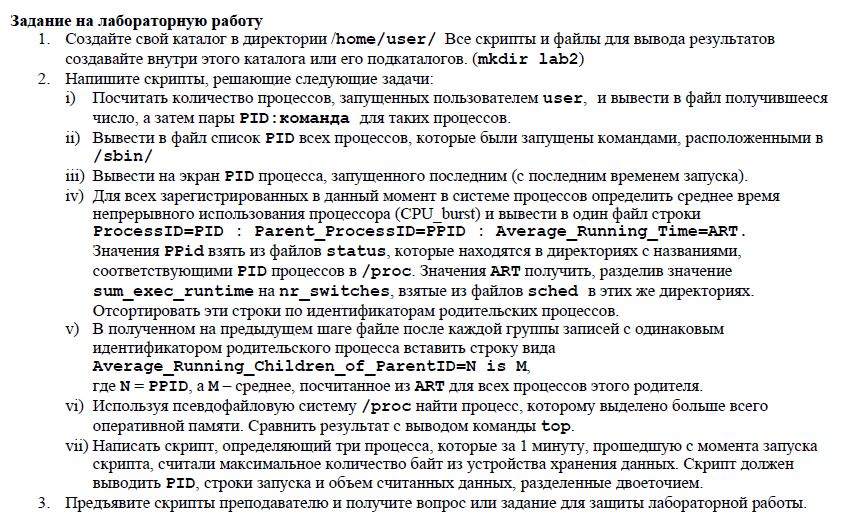 Задание на лабораторную работу
1. Создайте свой каталог в директории /home/user/ Все скрипты и файлы для вывода результатов
создавайте внутри этого каталога или его подкаталогов. (mkdir lab2)
2. Напишите скрипты, решающие следующие задачи:
i) Посчитать количество процессов, запущенных пользователем user, и вывести в файл получившееся
число, а затем пары PID:команда для таких процессов.
ii) Вывести в файл список PID всех процессов, которые были запущены командами, расположенными в
/sbin/
iii) Вывести на экран PID процесса, запущенного последним (с последним временем запуска).
iv) Для всех зарегистрированных в данный момент в системе процессов определить среднее время
непрерывного использования процессора (CPU_burst) и вывести в один файл строки
ProcessID=PID : Parent_ProcessID=PPID : Average_Running_Time=ART.
Значения PPid взять из файлов status, которые находятся в директориях с названиями,
соответствующими PID процессов в /proc. Значения ART получить, разделив значение
sum_exec_runtime на nr_switches, взятые из файлов sched в этих же директориях.
Отсортировать эти строки по идентификаторам родительских процессов.
v) В полученном на предыдущем шаге файле после каждой группы записей с одинаковым
идентификатором родительского процесса вставить строку вида
Average_Running_Children_of_ParentID=N is M,
где N = PPID, а M – среднее, посчитанное из ART для всех процессов этого родителя.
vi) Используя псевдофайловую систему /proc найти процесс, которому выделено больше всего
оперативной памяти. Сравнить результат с выводом команды top.
vii) Написать скрипт, определяющий три процесса, которые за 1 минуту, прошедшую с момента запуска
скрипта, считали максимальное количество байт из устройства хранения данных. Скрипт должен
выводить PID, строки запуска и объем считанных данных, разделенные двоеточием.
3. Предъявите скрипты преподавателю и получите вопрос или задание для защиты лабораторной работы.